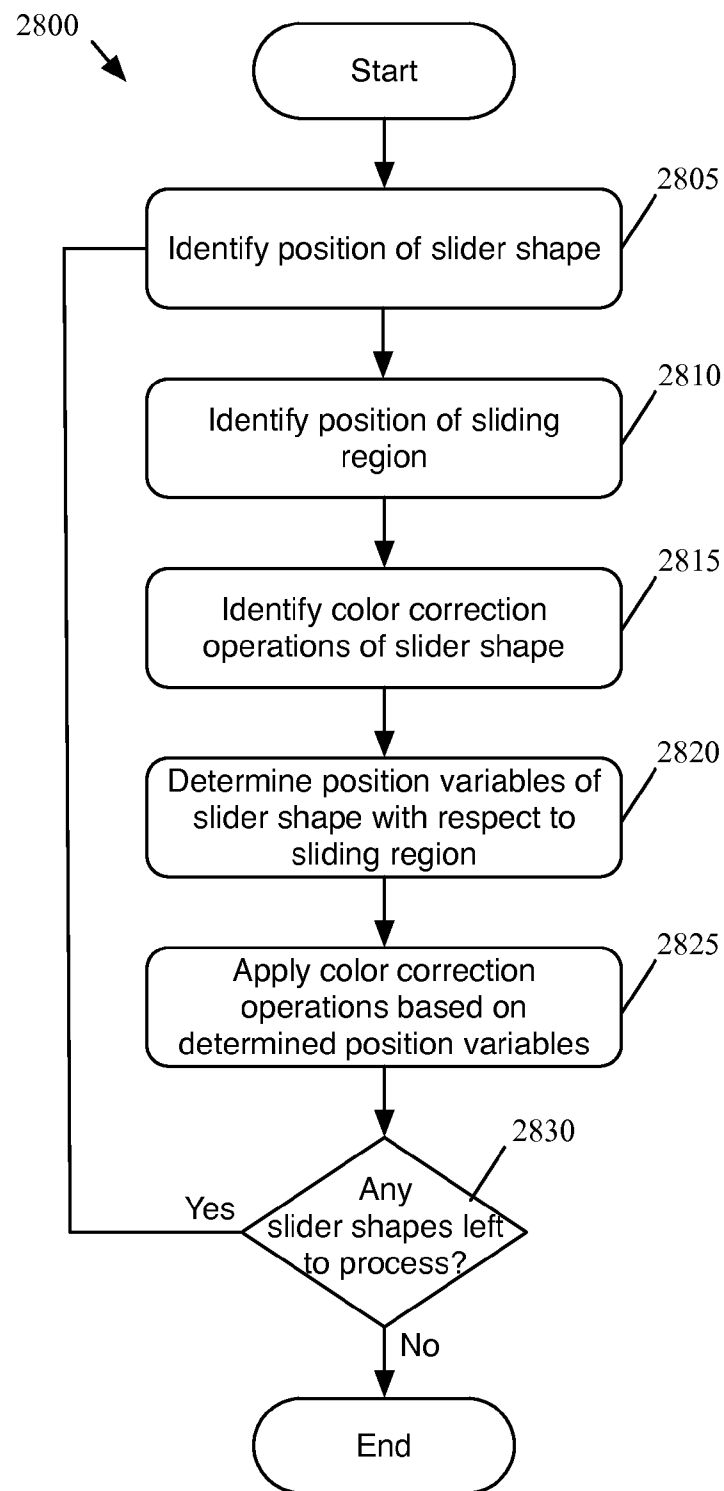 2800
Start
2805
Identify position of slider shape
2810
Identify position of sliding
region
2815
Identify color correction
operations of slider shape
2820
Determine position variables of
slider shape with respect to
sliding region
2825
Apply color correction
operations based on
determined position variables
2830
Any
slider shapes left
to process?
Yes
No
End